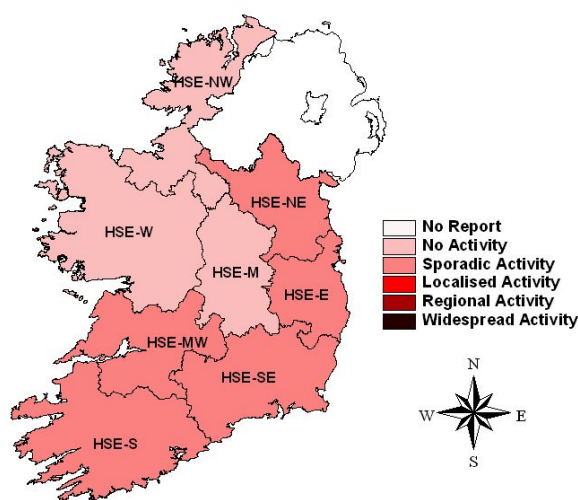 HSE-NW
HSE-NE
HSE-W
HSE-M
HSE-E
HSE-MW
HSE-SE
HSE-S
No Report
No Activity
Sporadic Activity
Localised Activity
Regional Activity
Widespread Activity
N
W E
S